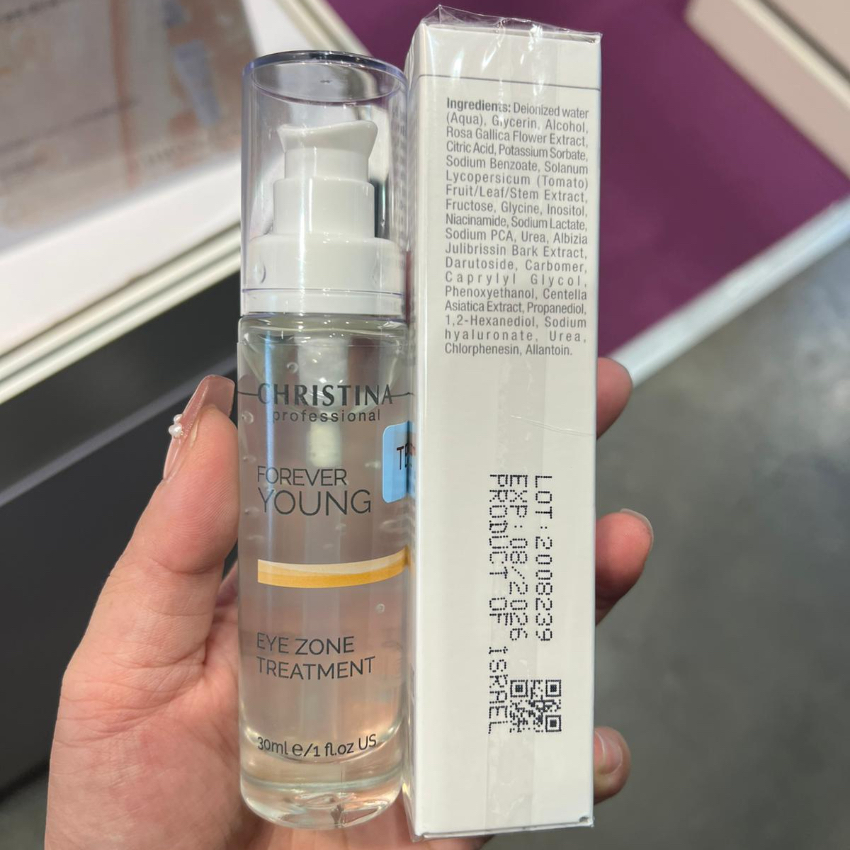 CHRISTINA
professional
FOREVER
YOUNG
EYE ZONE
TREATMENT
30ml e/1 fl.oz US
Ingredients: Deionized water
(Aqua), Glycerin, Alcohol,
Rosa Gallica Flower Extract,
Citric Acid, Potassium Sorbate,
Sodium Benzoate, Solanum
Lycopersicum (Tomato)
Fruit/Leaf/Stem Extract,
Fructose, Glycine, Inositol,
Niacinamide, Sodium Lactate,
Sodium PCA, Urea, Albizia
Julibrissin Bark Extract,
Darutoside, Carbomer,
Caprylyl Glycol,
Phenoxyethanol, Centella
Asiatica Extract, Propanediol,
1,2-Hexanediol, Sodium
hyaluronate, Urea,
Chlorphenesin, Allantoin.
LOT: 2008239
EXP: 08/2026
PRODUCT OF ISRAEL